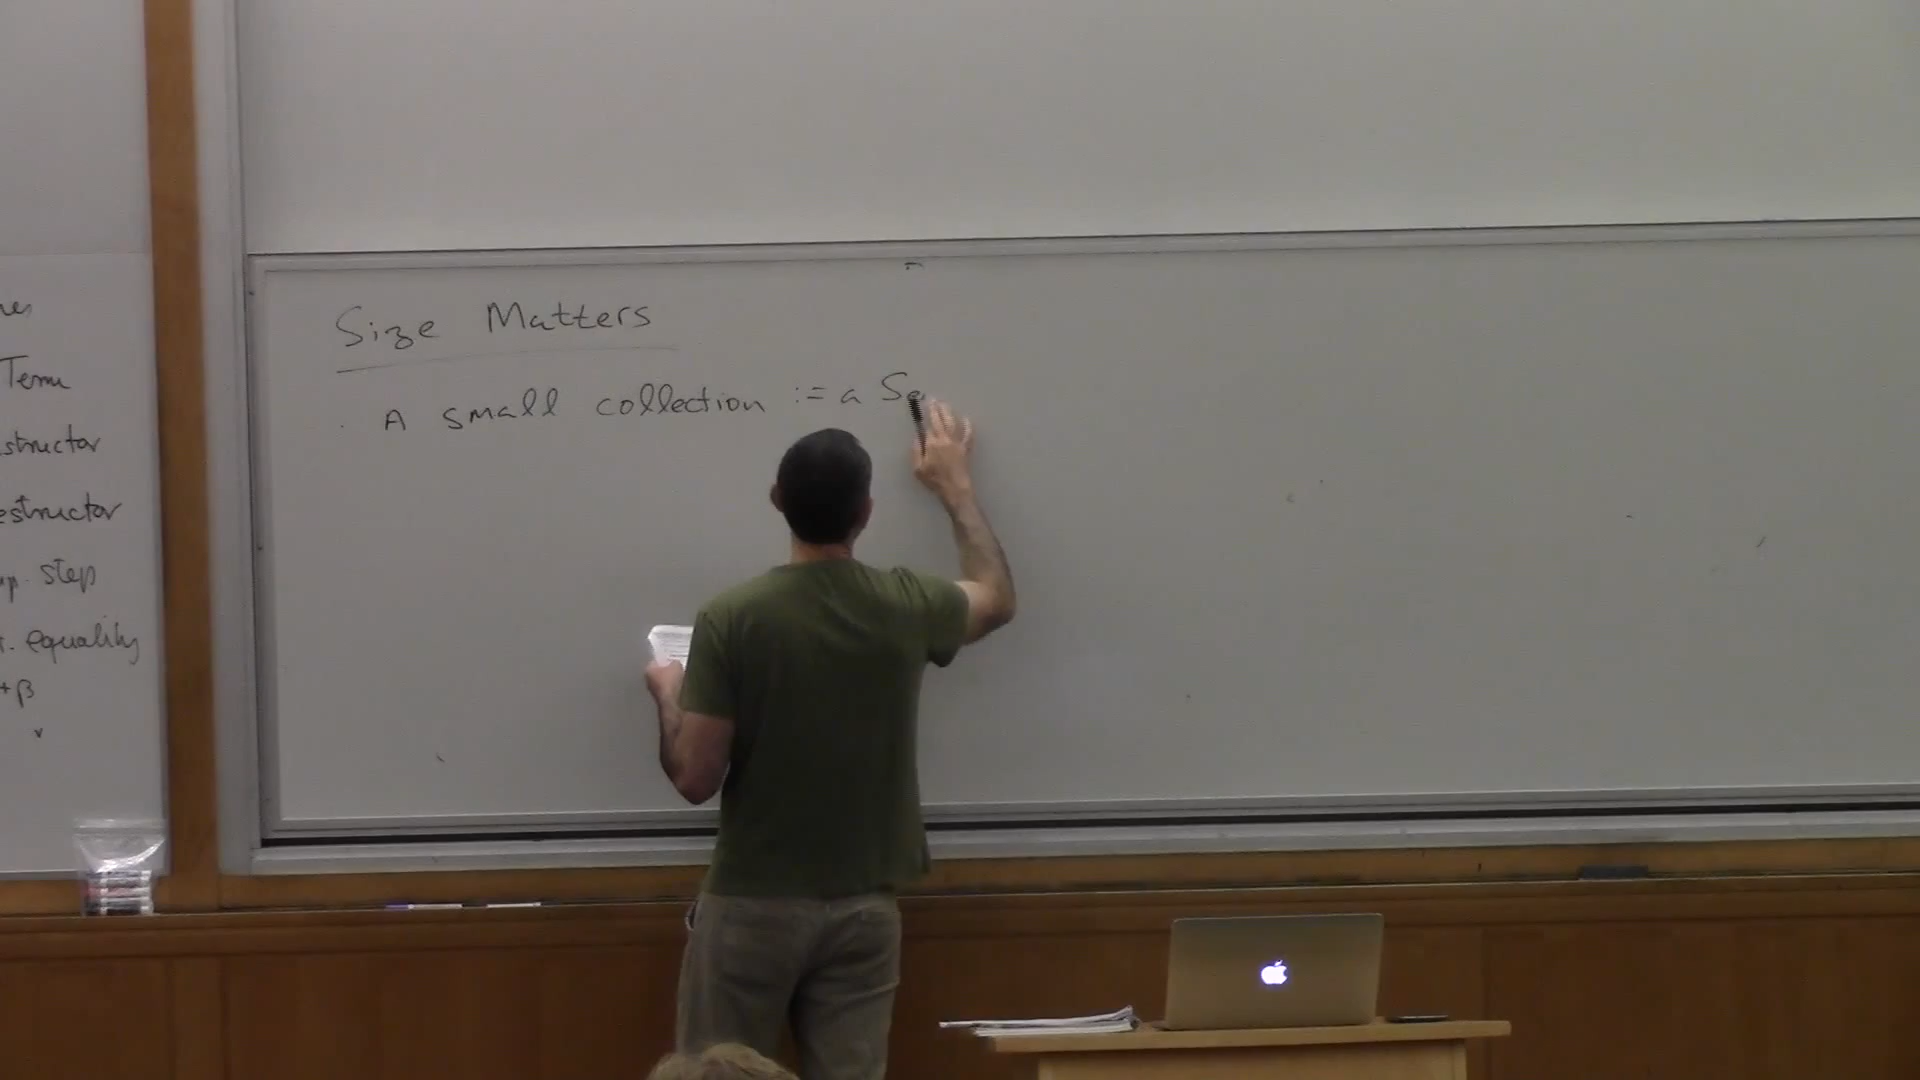 Term
structor
estructor
step
equality
+β
Size Matters
· A small collection := a Se